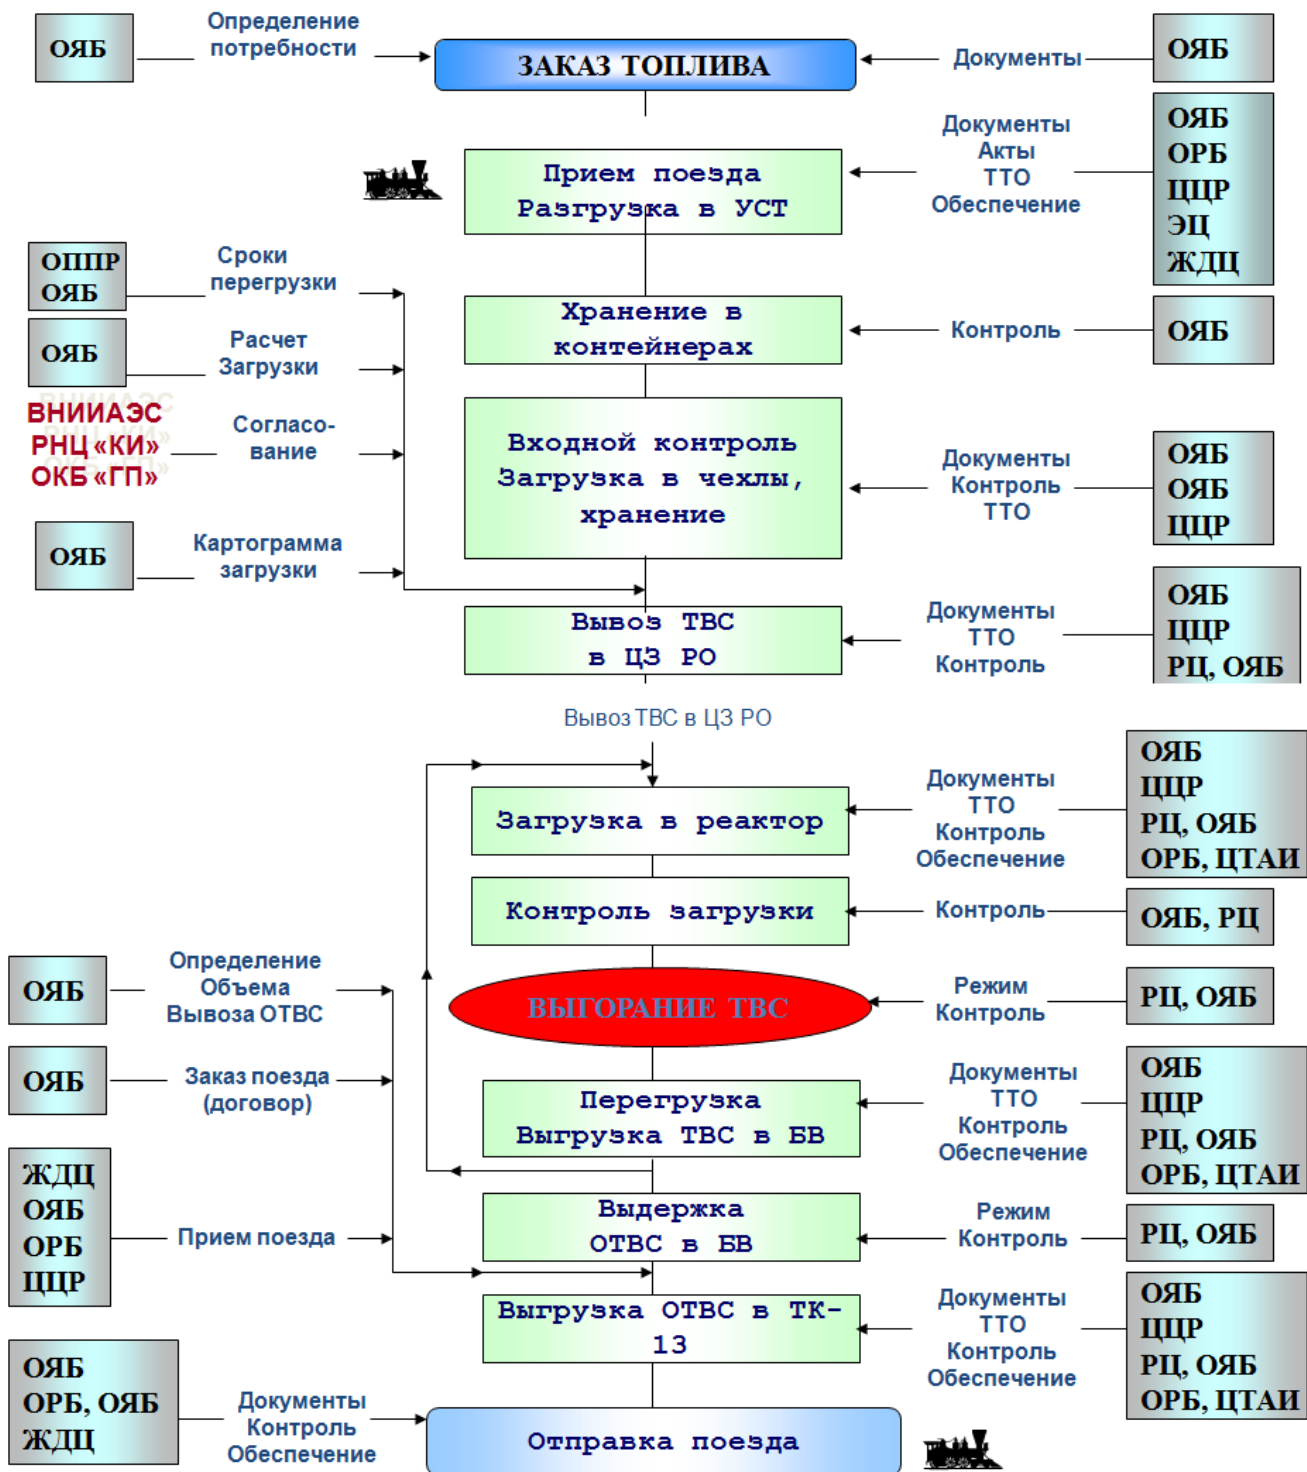 ОЯБ
Определение
потребности
ЗАКАЗ ТОПЛИВА
Документы
ОЯБ
Прием поезда
Разгрузка в УСТ
Документы
Акты
ТТО
Обеспечение
ОЯБ
ОРБ
ЦЦР
ЭЦ
ЖДЦ
ОППР
ОЯБ
Сроки
перегрузки
Хранение в
контейнерах
Контроль
ОЯБ
ОЯБ
Расчет
Загрузки
ВНИИАЭС
РНЦ «КИ»
ОКБ «ГП»
Согласо-
вание
Входной контроль
Загрузка в чехлы,
хранение
Документы
Контроль
ТТО
ОЯБ
ОЯБ
ЦЦР
ОЯБ
Картограмма
загрузки
Вывоз ТВС
в ЦЗ РО
Документы
ТТО
Контроль
ОЯБ
ЦЦР
РЦ, ОЯБ
Вывоз ТВС в ЦЗ РО
Загрузка в реактор
Документы
ТТО
Контроль
Обеспечение
ОЯБ
ЦЦР
РЦ, ОЯБ
ОРБ, ЦТАИ
Контроль загрузки
Контроль
ОЯБ, РЦ
ОЯБ
Определение
Объема
Вывоза ОТВС
ВЫГОРАНИЕ ТВС
Режим
Контроль
РЦ, ОЯБ
ОЯБ
Заказ поезда
(договор)
Перегрузка
Выгрузка ТВС в БВ
Документы
ТТО
Контроль
Обеспечение
ОЯБ
ЦЦР
РЦ, ОЯБ
ОРБ, ЦТАИ
ЖДЦ
ОЯБ
ОРБ
ЦЦР
Прием поезда
Выдержка
ОТВС в БВ
Режим
Контроль
РЦ, ОЯБ
Выгрузка ОТВС в ТК-
13
Документы
ТТО
Контроль
Обеспечение
ОЯБ
ЦЦР
РЦ, ОЯБ
ОРБ, ЦТАИ
ОЯБ
ОРБ, ОЯБ
ЖДЦ
Документы
Контроль
Обеспечение
Отправка поезда